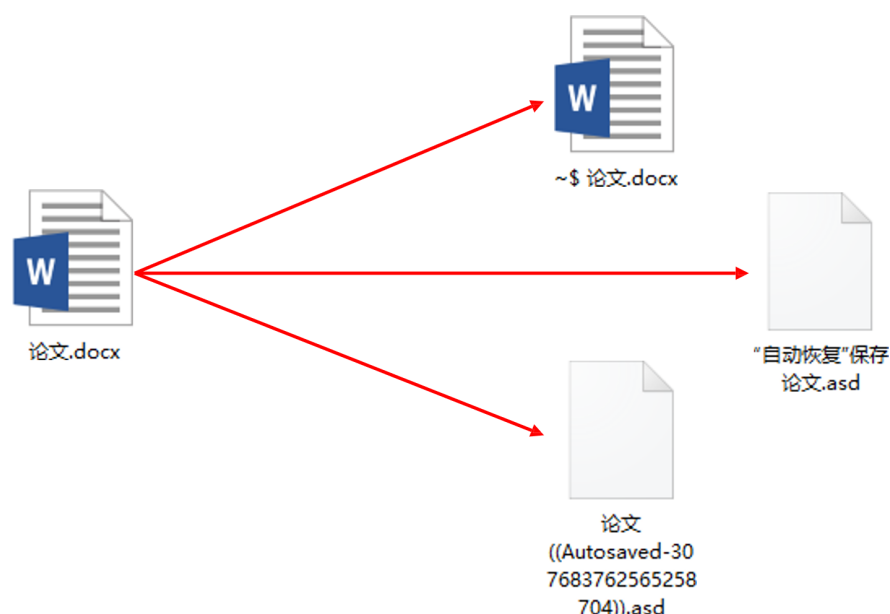 W
~$ 论文.docx
W
论文.docx
“自动恢复”保存
论文.asd
论文
((Autosaved-30
7683762565258
704)).asd